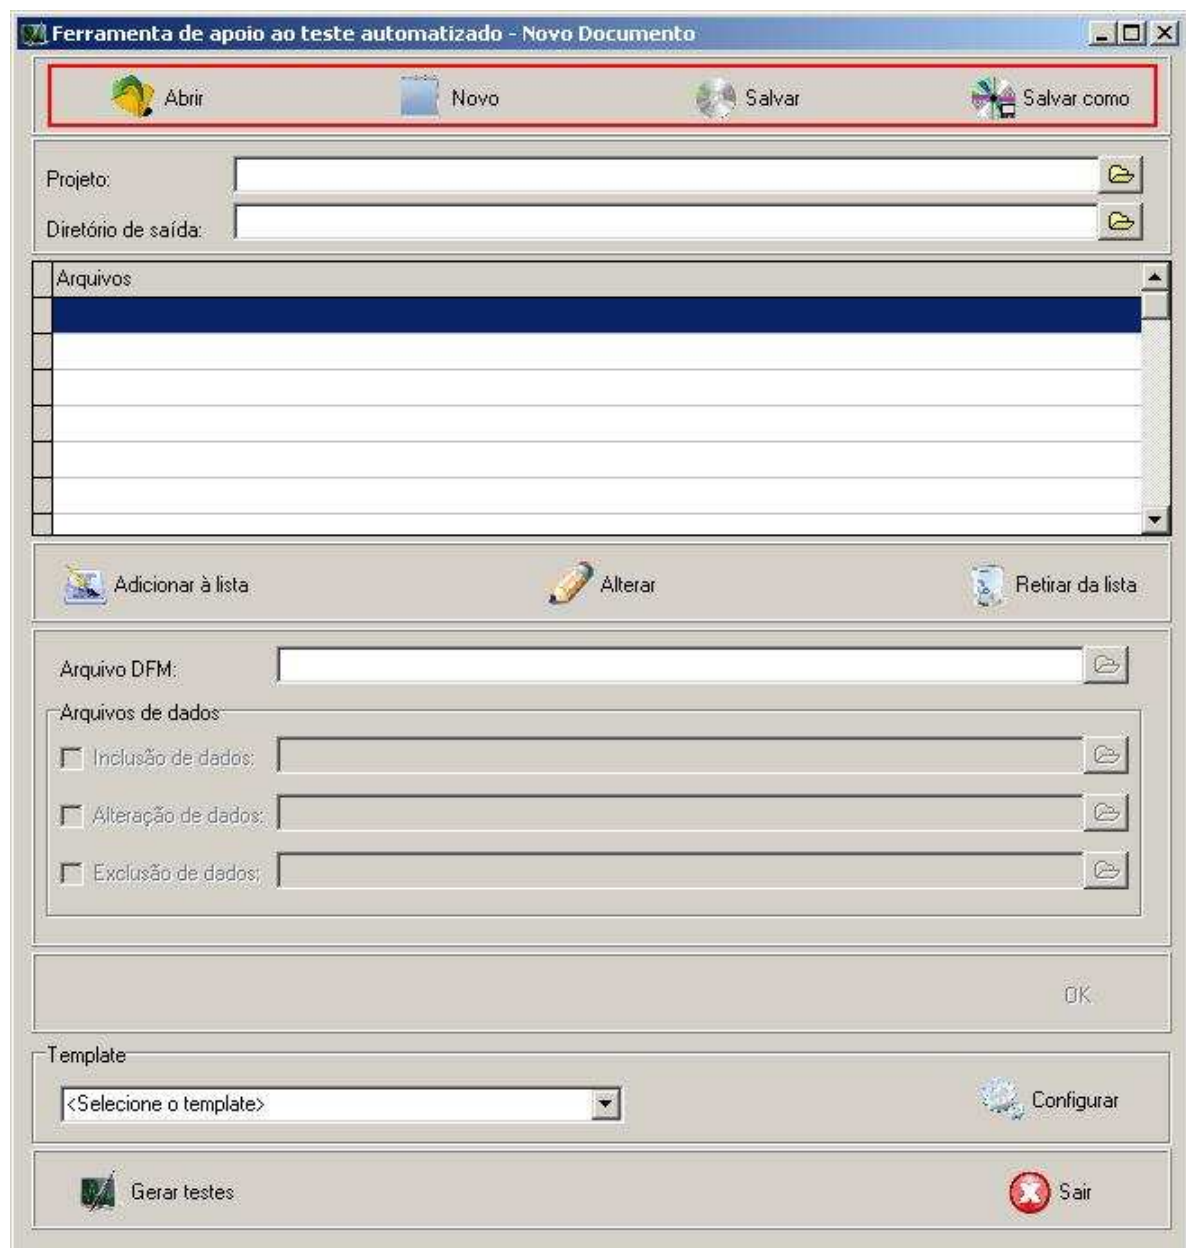 Ferramenta de apoio ao teste automatizado - Novo Documento
Abrir Novo Salvar Salvar como
Projeto:
Diretório de saída:
Arquivos
Adicionar à lista Alterar Retirar da lista
Arquivo DFM:
Arquivos de dados
Inclusão de dados:
Alteração de dados:
Exclusão de dados:
OK
Template
<Selecione o template> Configurar
Gerar testes Sair